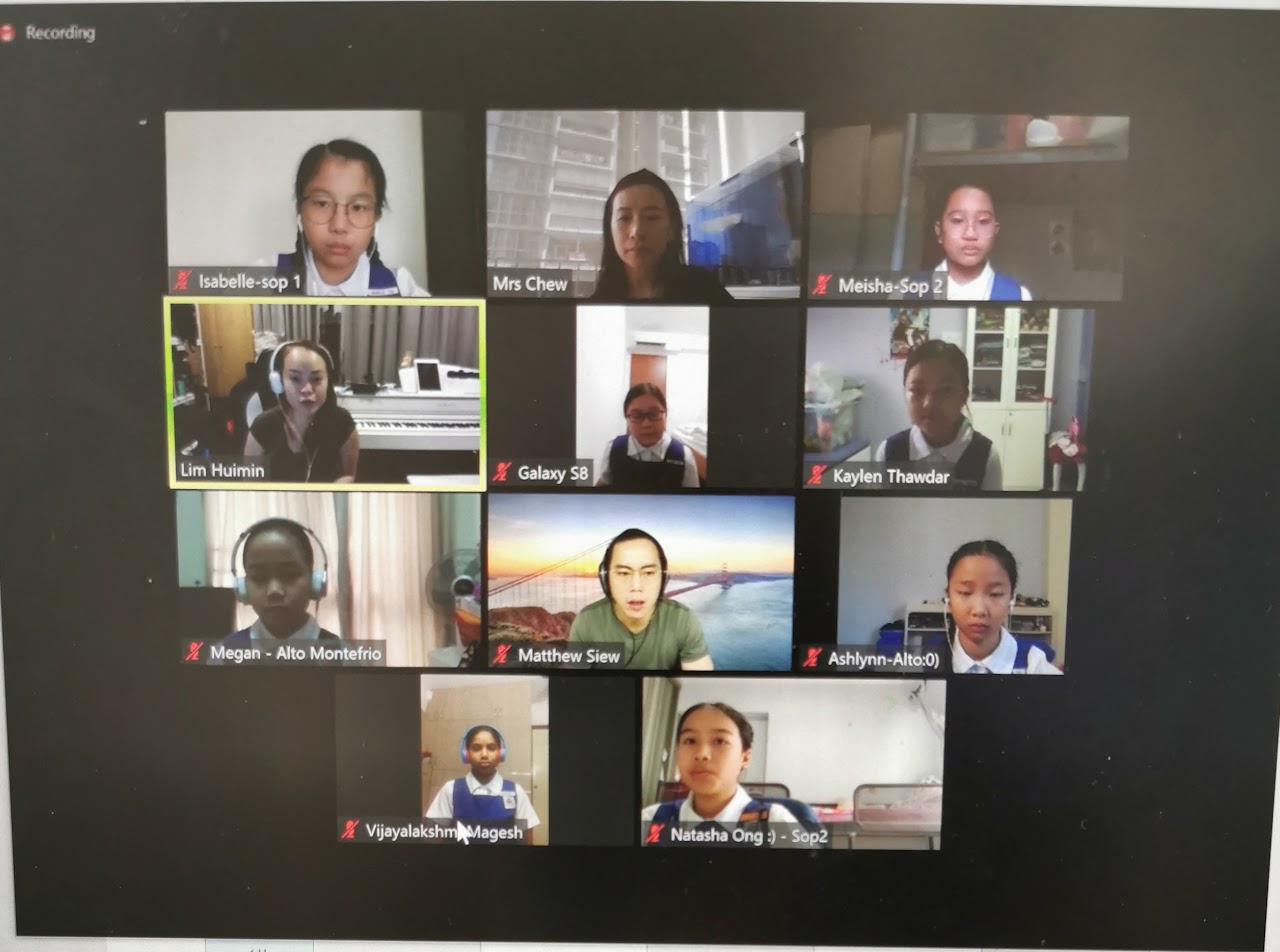 Recording
Isabelle-sop 1
Mrs Chew
Meisha-Sop 2
Lim Huimin
Galaxy S8
Kaylen Thawdar
Megan - Alto Montefrio
Matthew Siew
Ashlynn-Alto:0)
Vijayalakshm Magesh
Natasha Ong :) - Sop2